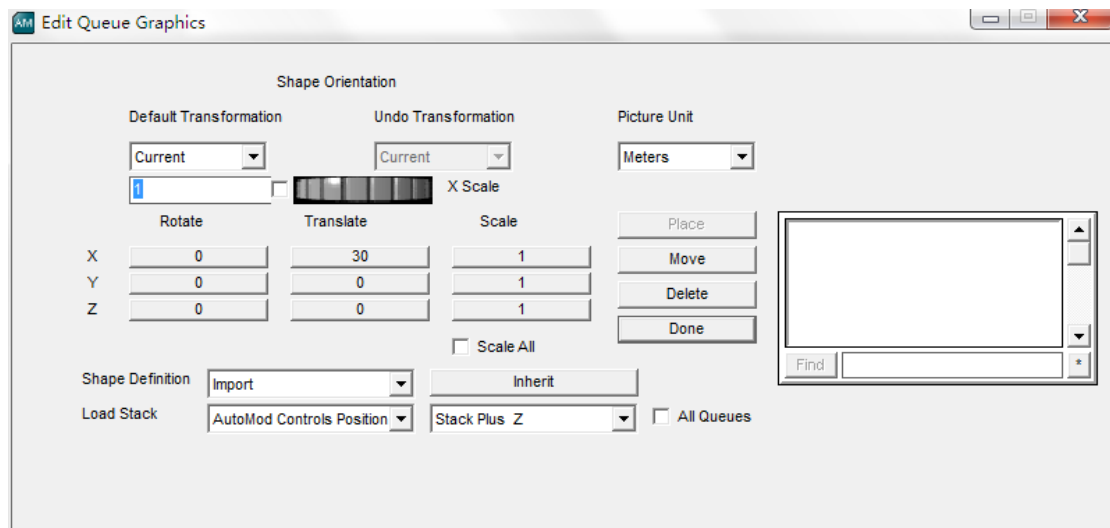 AM Edit Queue Graphics
Shape Orientation
Default Transformation Undo Transformation Picture Unit
Current Current Meters
1 X Scale
Rotate Translate Scale Place
X 0 30 1 Move
Y 0 0 1 Delete
Z 0 0 1 Done
Scale All
Find *
Shape Definition Import Inherit
Load Stack AutoMod Controls Position Stack Plus Z All Queues